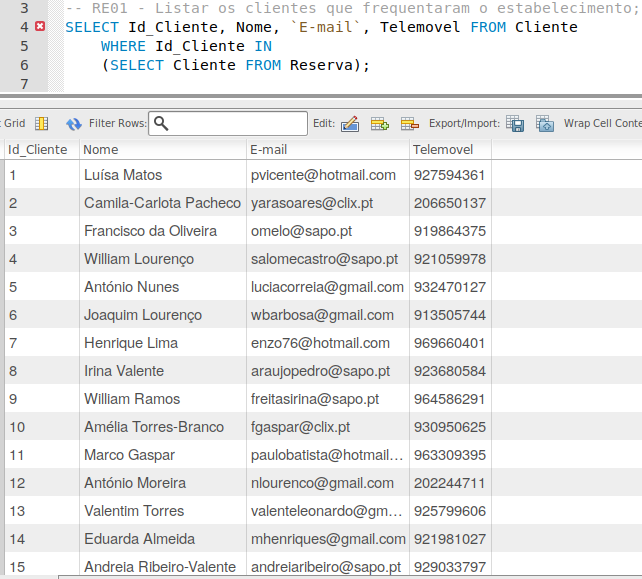 3 -- RE01 - Listar os clientes que frequentaram o estabelecimento;
4 SELECT Id_Cliente, Nome, `E-mail`, Telemovel FROM Cliente
5 WHERE Id_Cliente IN
6 (SELECT Cliente FROM Reserva);
7
Grid Filter Rows: Edit: Export/Import: Wrap Cell Conte
Id_Cliente Nome E-mail Telemovel
1 Luísa Matos pvicente@hotmail.com 927594361
2 Camila-Carlota Pacheco yarasoares@clix.pt 206650137
3 Francisco da Oliveira omelo@sapo.pt 919864375
4 William Lourenço salomecastro@sapo.pt 921059978
5 António Nunes luciacorreia@gmail.com 932470127
6 Joaquim Lourenço wbarbosa@gmail.com 913505744
7 Henrique Lima enzo76@hotmail.com 969660401
8 Irina Valente araujopedro@sapo.pt 923680584
9 William Ramos freitasirina@sapo.pt 964586291
10 Amélia Torres-Branco fgaspar@clix.pt 930950625
11 Marco Gaspar paulobatista@hotmail... 963309395
12 António Moreira nlourenco@gmail.com 202244711
13 Valentim Torres valenteleonardo@gm... 925799606
14 Eduarda Almeida mhenriques@gmail.com 921981027
15 Andreia Ribeiro-Valente andreiaribeiro@sapo.pt 929033797